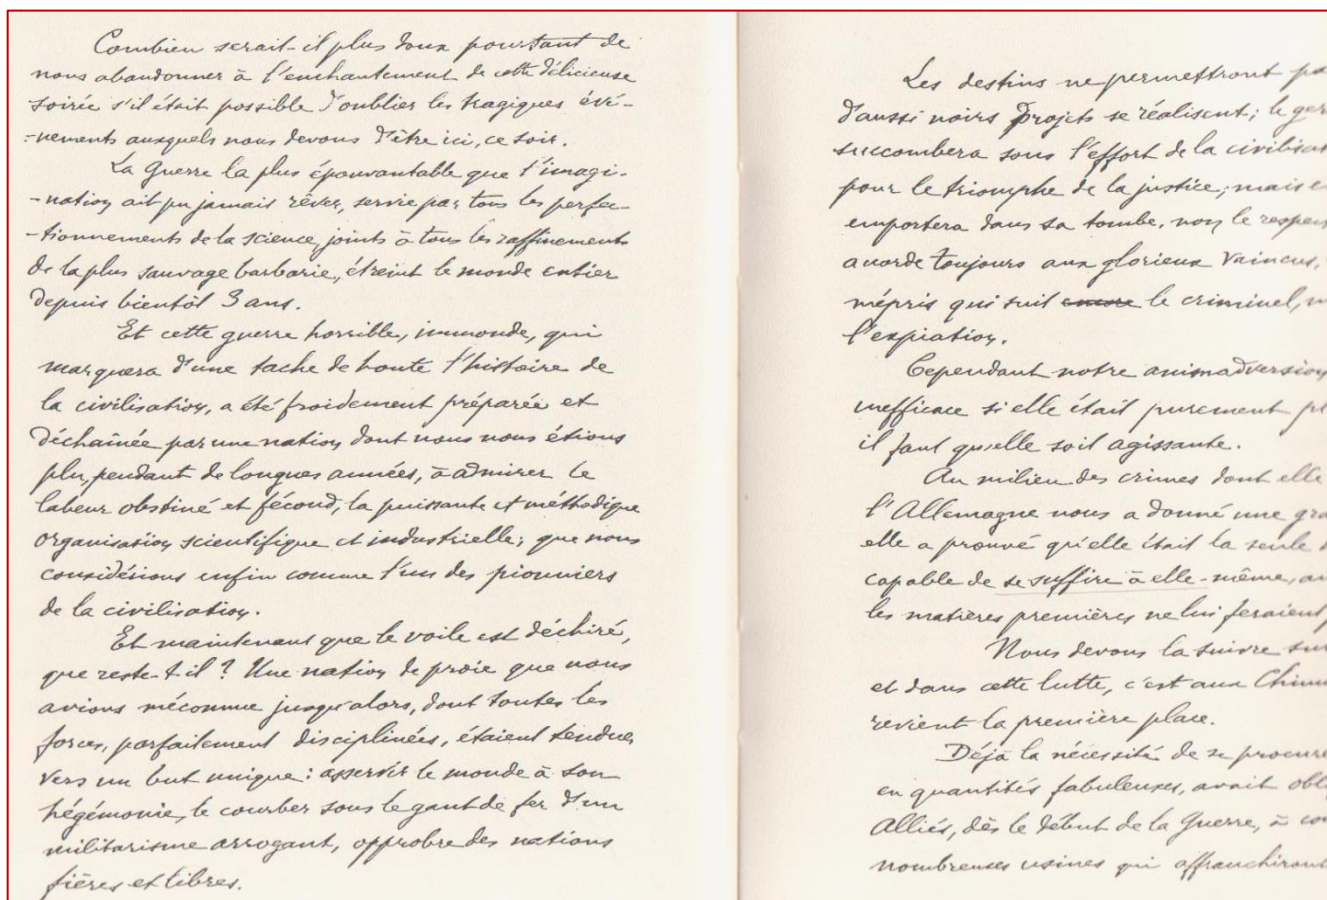 Combien serait-il plus doux pourtant de
nous abandonner à l'enchantement de cette délicieuse
soirée s'il était possible d'oublier les tragiques évé-
-nements auxquels nous devons d'être ici, ce soir.
La Guerre la plus épouvantable que l'imagi-
-nation ait pu jamais rêver, servie par tous les perfec-
-tionnements de la science, joints à tous les raffinements
de la plus sauvage barbarie, étreint le monde entier
depuis bientôt 3 ans.
Et cette guerre horrible, immonde, qui
marquera d'une tache de honte l'histoire de
la civilisation, a été froidement préparée et
déchaînée par une nation dont nous nous étions
plu, pendant de longues années, à admirer le
labeur obstiné et fécond, la puissante et méthodique
organisation scientifique et industrielle; que nous
considérions enfin comme l'un des pionniers
de la civilisation.
Et maintenant que le voile est déchiré,
que reste-t-il? Une nation de proie que nous
avions méconnue jusqu'alors, dont toutes les
forces, parfaitement disciplinées, étaient tendues
vers un but unique: asservir le monde à son
hégémonie, le courber sous le gant de fer d'un
militarisme arrogant, opprobre des nations
fières et libres.
Les destins ne permettront pa
d'aussi noirs projets se réalisent; le ger
succombera sous l'effort de la civilisat
pour le triomphe de la justice; mais e
emportera dans sa tombe, non le respec
accorde toujours aux glorieux vaincus,
mépris qui suit encore le criminel, m
l'expiation.
Cependant notre animadversion
inefficace si elle était purement pl
il faut qu'elle soit agissante.
Au milieu des crimes dont elle
l'Allemagne nous a donné une gra
elle a prouvé qu'elle était la seule
capable de se suffire à elle-même, au
les matières premières ne lui feraient
Nous devons la suivre sur
et dans cette lutte, c'est aux Chim
revient la première place.
Déjà la nécessité de se procure
en quantités fabuleuses, avait obli
Alliés, dès le début de la Guerre, à co
nombreuses usines qui affranchiront